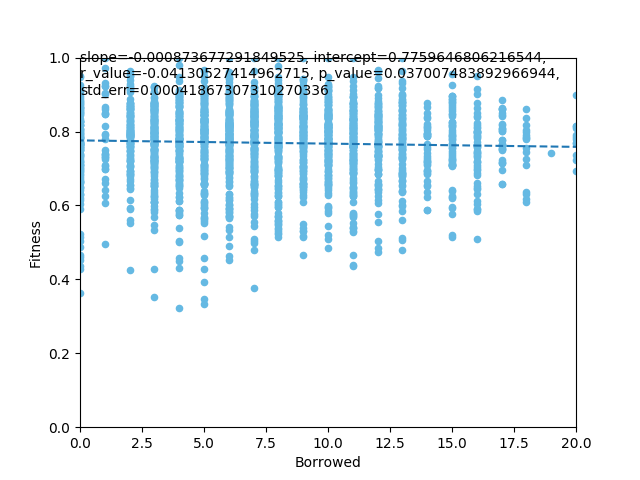 slope=-0.000873677291849525, intercept=0.7759646806216544,
r_value=-0.04130527414962715, p_value=0.037007483892966944,
std_err=0.00041867307310270336
1.0
0.8
0.6
0.4
0.2
0.0
Fitness
0.0 2.5 5.0 7.5 10.0 12.5 15.0 17.5 20.0
Borrowed